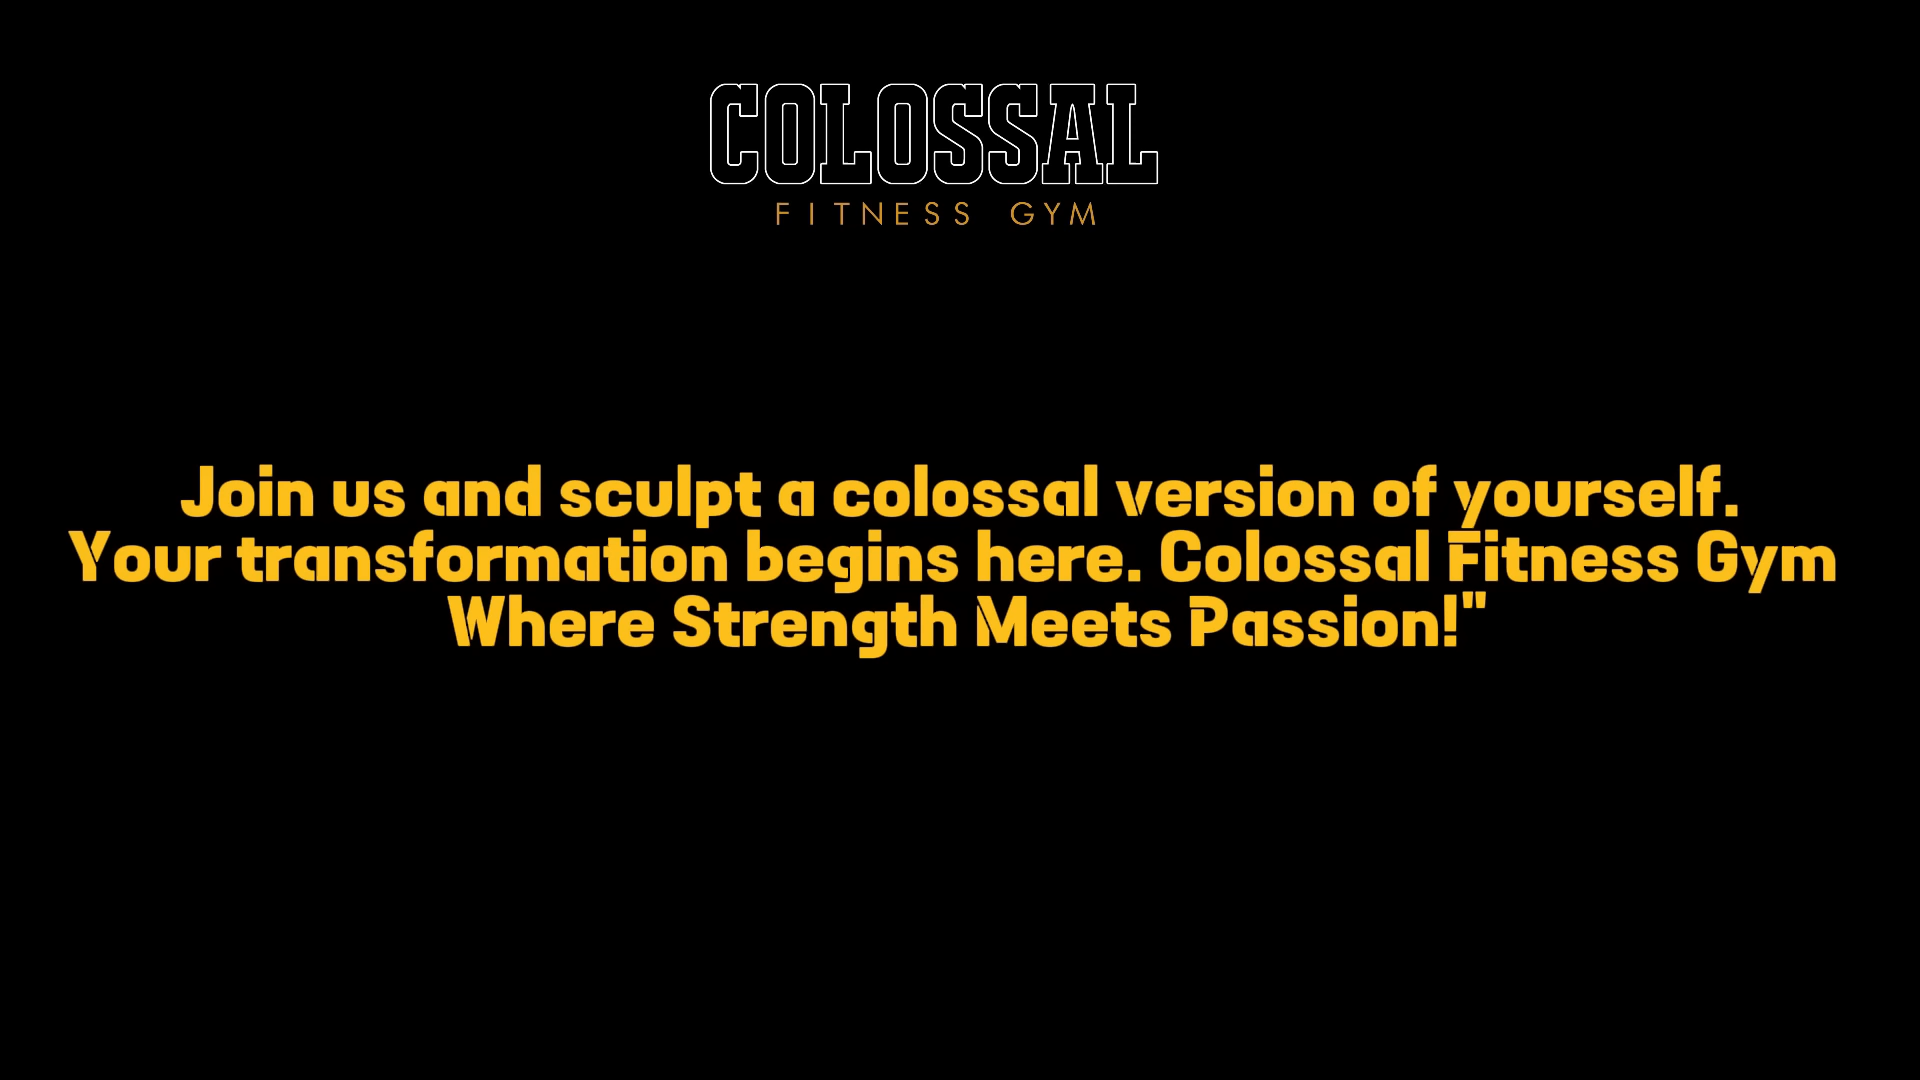 COLOSSAL
FITNESS GYM
Join us and sculpt a colossal version of yourself.
Your transformation begins here. Colossal Fitness Gym
Where Strength Meets Passion!"